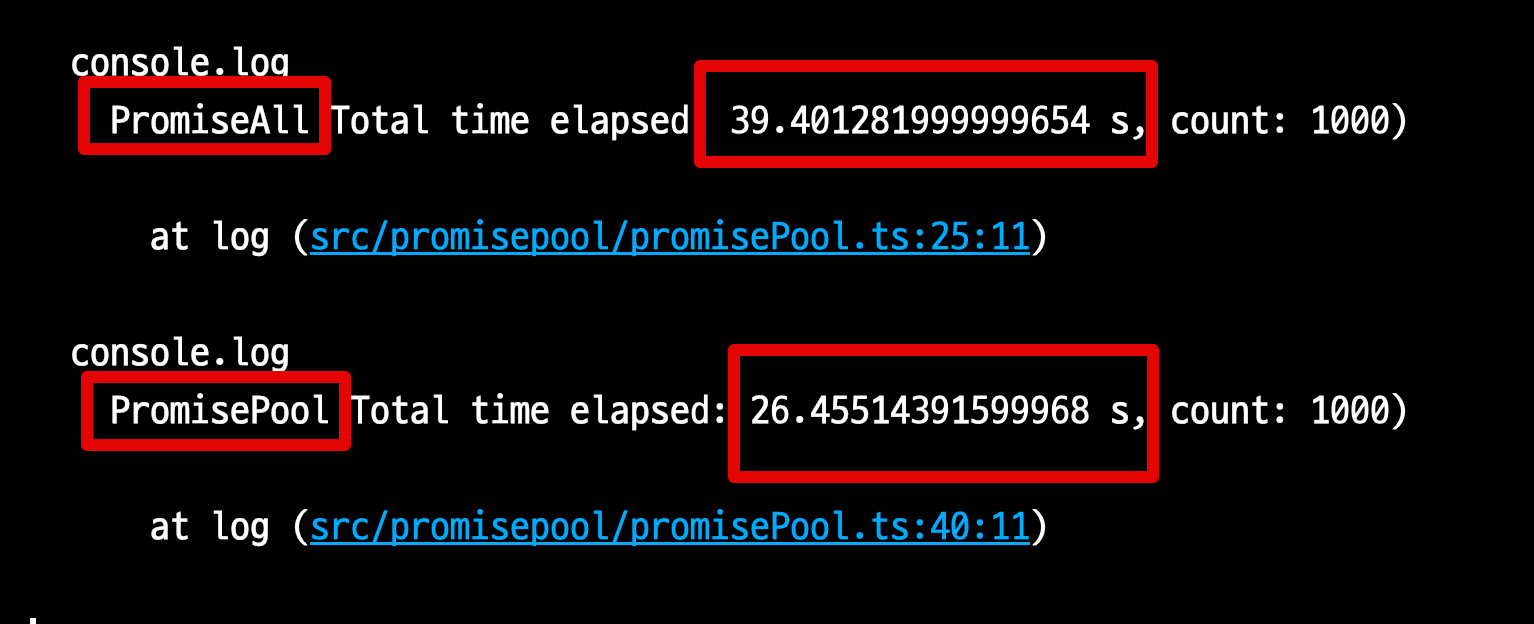 console.log
PromiseAll Total time elapsed 39.401281999999654 s, count: 1000)
at log (src/promisepool/promisePool.ts:25:11)
console.log
PromisePool Total time elapsed: 26.45514391599968 s, count: 1000)
at log (src/promisepool/promisePool.ts:40:11)